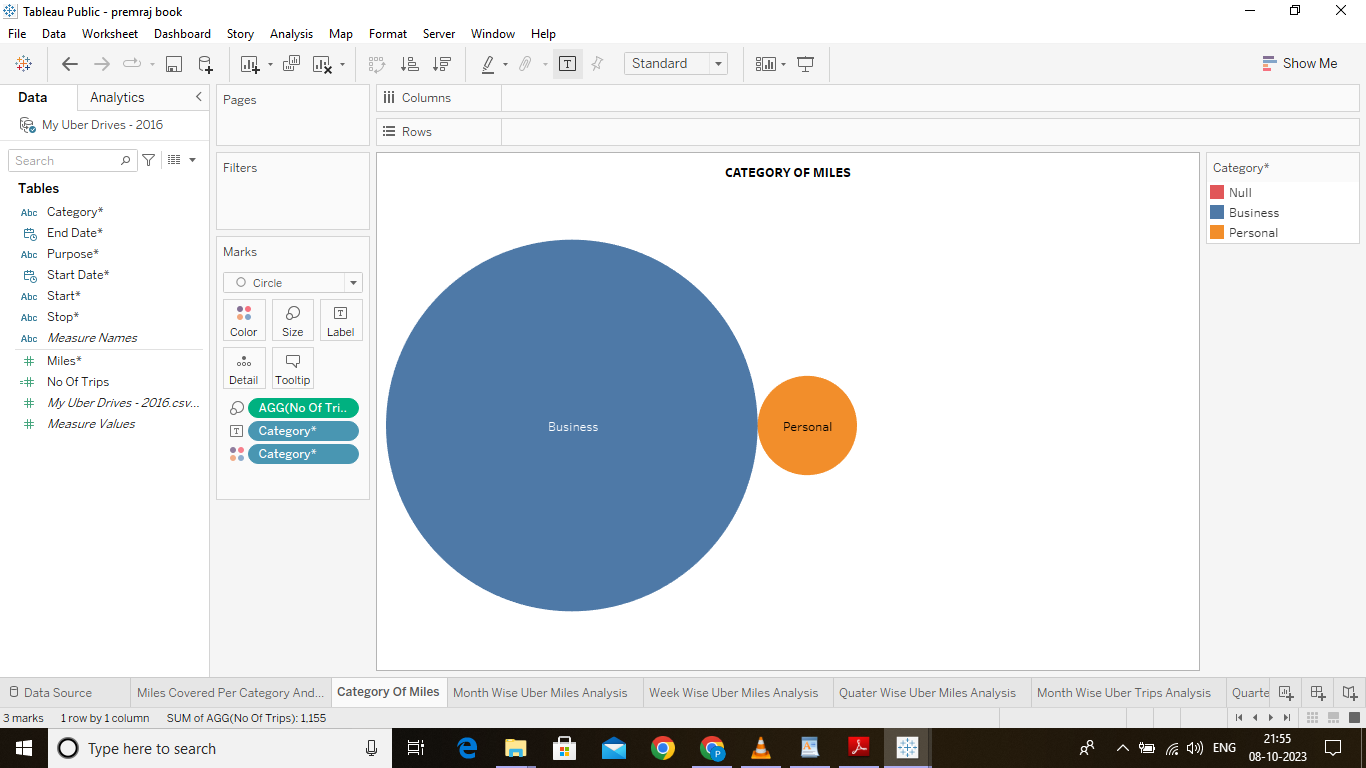 Tableau Public - premraj book
File Data Worksheet Dashboard Story Analysis Map Format Server Window Help
Standard
Show Me
Data Analytics
My Uber Drives - 2016
Search
Tables
Abc Category*
End Date*
Abc Purpose*
Start Date*
Abc Start*
Abc Stop*
Abc Measure Names
# Miles*
=# No Of Trips
# My Uber Drives - 2016.csv...
# Measure Values
Pages
Filters
Marks
Circle
Color Size Label
Detail Tooltip
AGG(No Of Tri..
Category*
Category*
Columns
Rows
CATEGORY OF MILES
Business
Personal
Category*
Null
Business
Personal
Data Source Miles Covered Per Category And... Category Of Miles Month Wise Uber Miles Analysis Week Wise Uber Miles Analysis Quater Wise Uber Miles Analysis Month Wise Uber Trips Analysis Quarte
3 marks 1 row by 1 column SUM of AGG(No Of Trips): 1,155
Type here to search
ENG
21:55
08-10-2023